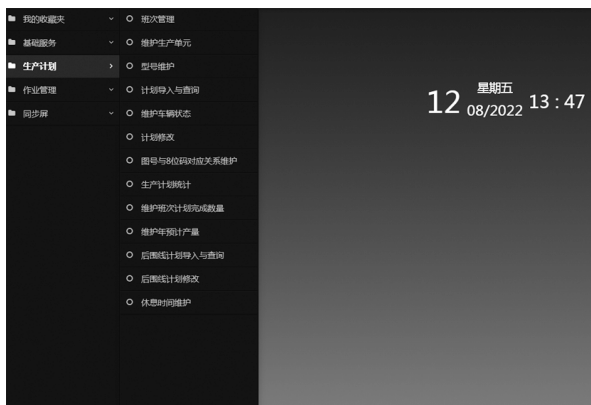 我的收藏夹
基础服务
生产计划
作业管理
同步屏
班次管理
维护生产单元
型号维护
计划导入与查询
维护车辆状态
计划修改
图号与8位码对应关系维护
生产计划统计
维护班次计划完成数量
维护年预计产量
后围线计划导入与查询
后围线计划修改
休息时间维护
12 星期五
08/2022 13 : 47